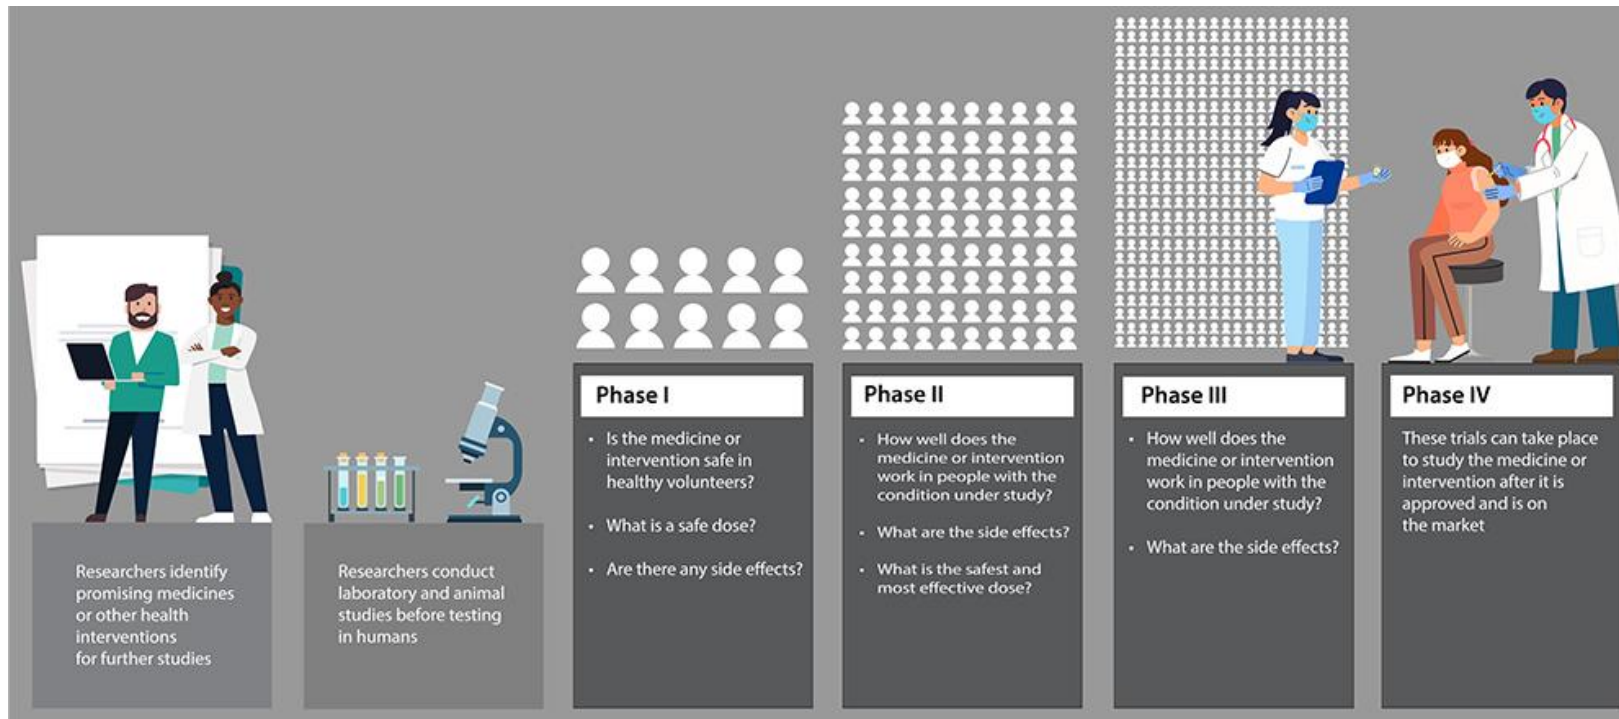 Researchers identify
promising medicines
or other health
interventions
for further studies
Researchers conduct
laboratory and animal
studies before testing
in humans
Phase I
• Is the medicine or
intervention safe in
healthy volunteers?
• What is a safe dose?
• Are there any side effects?
Phase II
• How well does the
medicine or intervention
work in people with the
condition under study?
• What are the side effects?
• What is the safest and
most effective dose?
Phase III
• How well does the
medicine or intervention
work in people with the
condition under study?
• What are the side effects?
Phase IV
These trials can take place
to study the medicine or
intervention after it is
approved and is on
the market